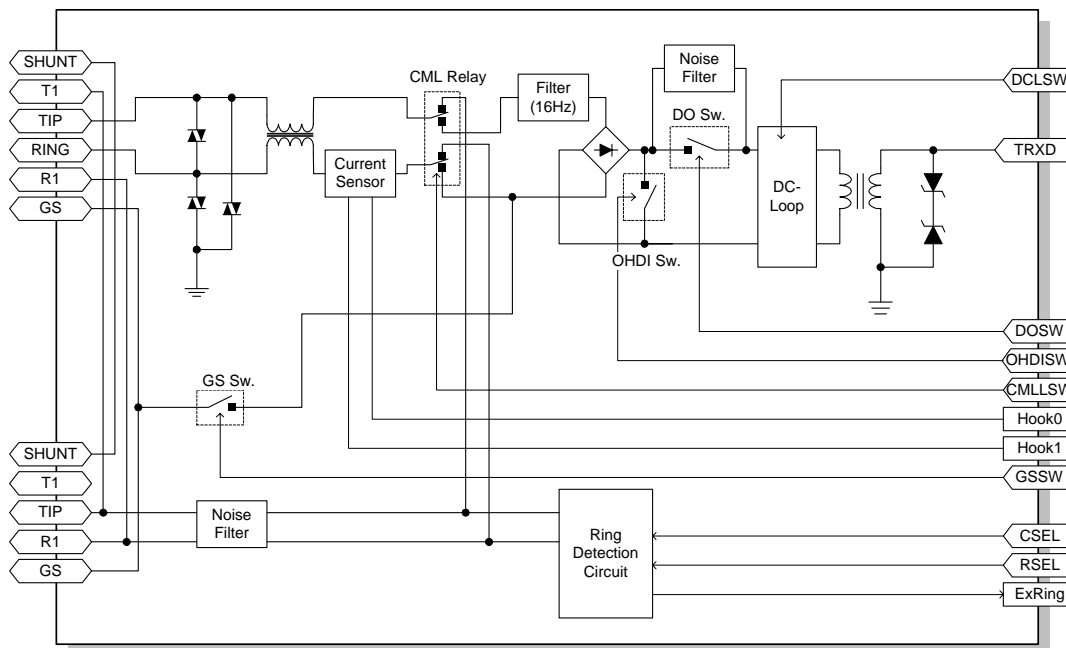 SHUNT
T1
TIP
RING
R1
GS
CML Relay
Current
Sensor
Filter
(16Hz)
Noise
Filter
DO Sw.
OHDI Sw.
DC-
Loop
DCLSW
TRXD
DOSW
OHDISW
CMLLSW
Hook0
Hook1
GSSW
CSEL
RSEL
ExRing
GS Sw.
SHUNT
T1
TIP
R1
GS
Noise
Filter
Ring
Detection
Circuit